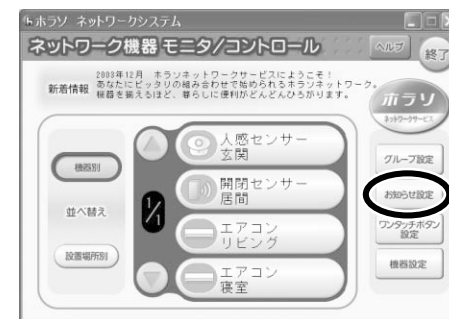 ホラソ ネットワークシステム
ネットワーク機器 モニタ/コントロール
ヘルプ
終了
新着情報
2003年12月 ホラソネットワークサービスにようこそ!
あなたにピッタリの組み合わせで始められるホラソネットワーク。
機器を揃えるほど、暮らしに便利がどんどんひろがります。
ホラソ
ネットワークサービス
機器別
並べ替え
設置場所別
1/1
人感センサー
玄関
開閉センサー
居間
エアコン
リビング
エアコン
寝室
グループ設定
お知らせ設定
ワンタッチボタン
設定
機器設定